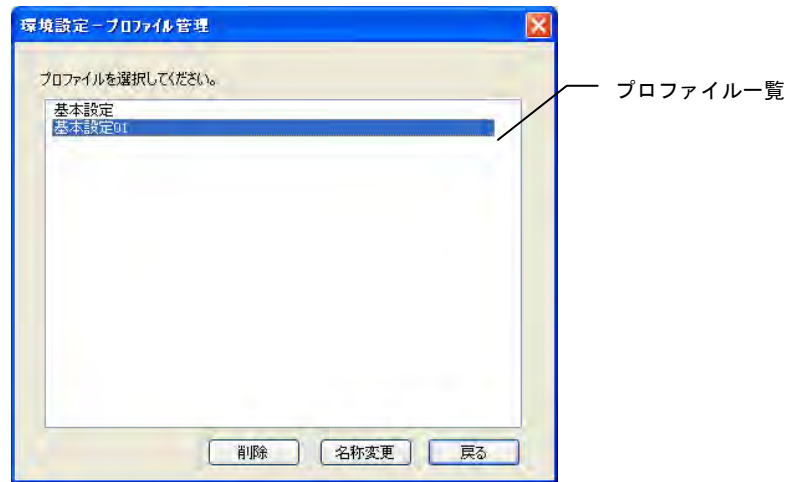 環境設定－プロファイル管理
プロファイルを選択してください。
プロファイル一覧
基本設定
基本設定01
削除
名称変更
戻る